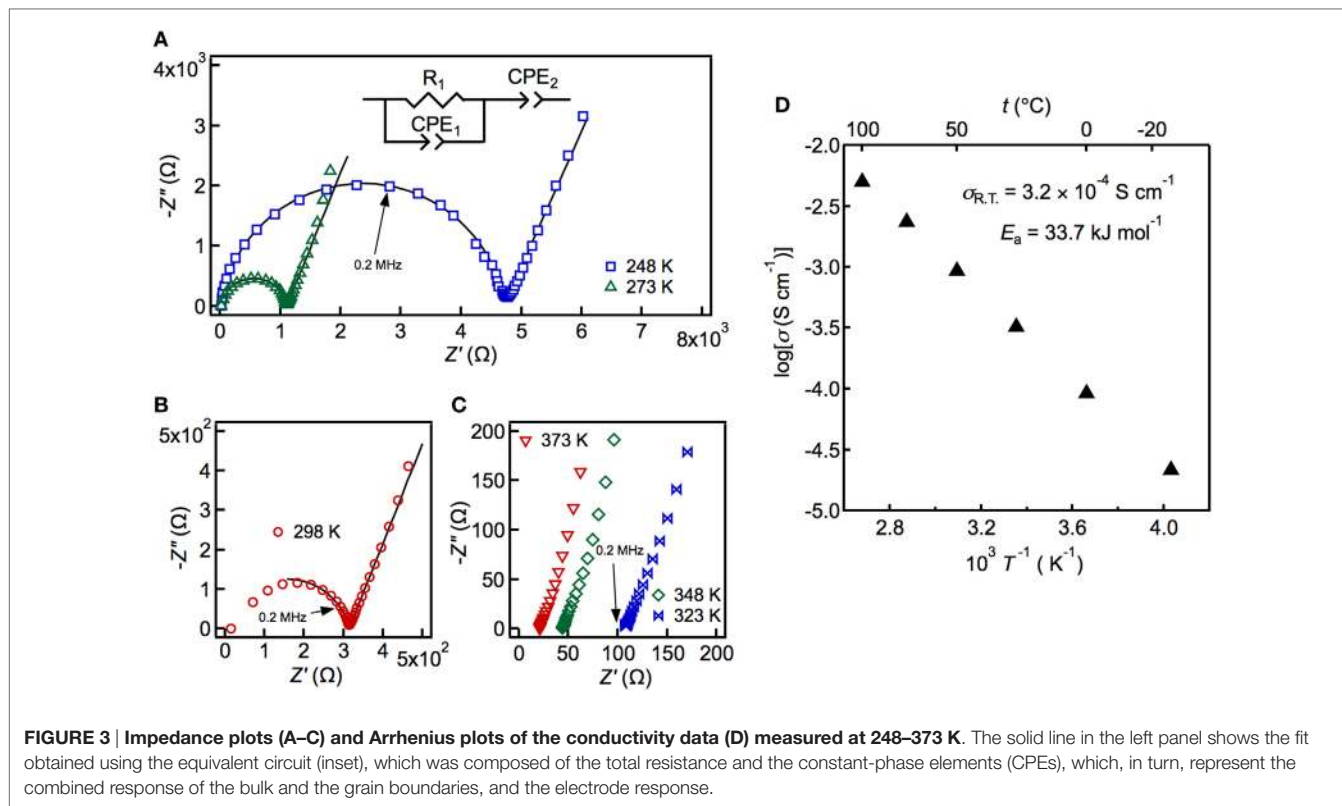 A
4x10³
3
2
1
0
-Z″ (Ω)
R₁
CPE₁
CPE₂
0.2 MHz
248 K
273 K
0 1 2 3 4 5 6 7 8x10³
Z′ (Ω)
B
5x10²
4
3
2
1
0
-Z″ (Ω)
298 K
0.2 MHz
0 1 2 3 4 5x10²
Z′ (Ω)
C
200
150
100
50
0
-Z″ (Ω)
373 K
0.2 MHz
348 K
323 K
0 50 100 150 200
Z′ (Ω)
D
t (°C)
100 50 0 -20
-2.0
-2.5
-3.0
-3.5
-4.0
-4.5
-5.0
log[σ (S cm⁻¹)]
σR.T. = 3.2 × 10⁻⁴ S cm⁻¹
Eₐ = 33.7 kJ mol⁻¹
2.8 3.2 3.6 4.0
10³ T⁻¹ ( K⁻¹)
FIGURE 3 | Impedance plots (A–C) and Arrhenius plots of the conductivity data (D) measured at 248–373 K. The solid line in the left panel shows the fit
obtained using the equivalent circuit (inset), which was composed of the total resistance and the constant-phase elements (CPEs), which, in turn, represent the
combined response of the bulk and the grain boundaries, and the electrode response.